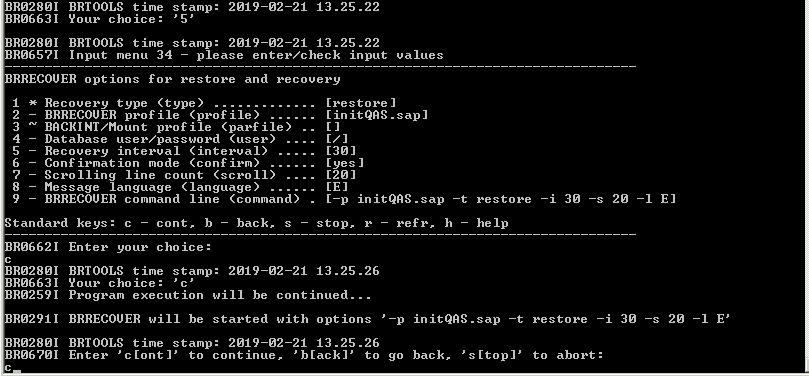 BR0280I BRTOOLS time stamp: 2019-02-21 13.25.22
BR0663I Your choice: '5'
BR0280I BRTOOLS time stamp: 2019-02-21 13.25.22
BR0657I Input menu 34 - please enter/check input values
-------------------------------------------------------------------------------
BRRECOVER options for restore and recovery
1 * Recovery type (type) ............. [restore]
2 - BRRECOVER profile (profile) ...... [initQAS.sap]
3 ~ BACKINT/Mount profile (parfile) .. []
4 - Database user/password (user) .... [/]
5 - Recovery interval (interval) ..... [30]
6 - Confirmation mode (confirm) ...... [yes]
7 - Scrolling line count (scroll) .... [20]
8 - Message language (language) ...... [E]
9 - BRRECOVER command line (command) . [-p initQAS.sap -t restore -i 30 -s 20 -l E]
Standard keys: c - cont, b - back, s - stop, r - refr, h - help
-------------------------------------------------------------------------------
BR0662I Enter your choice:
c
BR0280I BRTOOLS time stamp: 2019-02-21 13.25.26
BR0663I Your choice: 'c'
BR0259I Program execution will be continued...
BR0291I BRRECOVER will be started with options '-p initQAS.sap -t restore -i 30 -s 20 -l E'
BR0280I BRTOOLS time stamp: 2019-02-21 13.25.26
BR0670I Enter 'c[ont]' to continue, 'b[ack]' to go back, 's[top]' to abort:
c